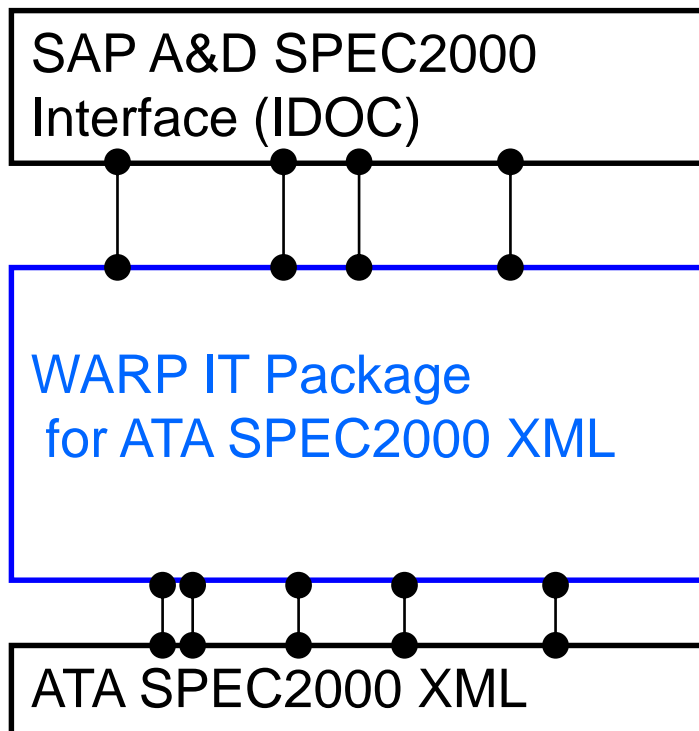 SAP A&D SPEC2000
Interface (IDOC)
WARP IT Package
for ATA SPEC2000 XML
ATA SPEC2000 XML